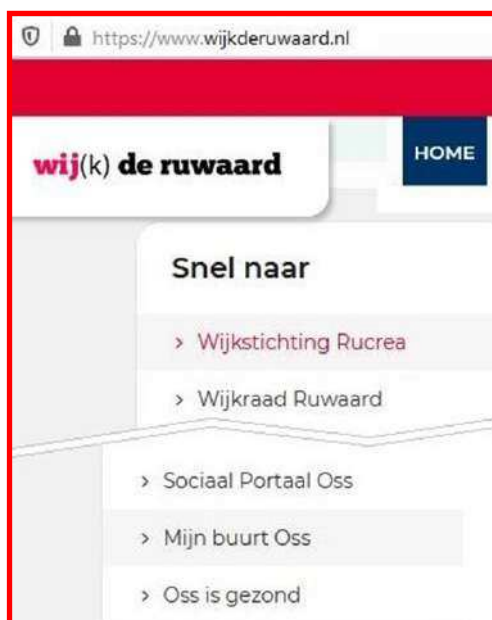 https://www.wijkderuwaard.nl
wij(k) de ruwaard
HOME
Snel naar
> Wijkstichting Rucrea
> Wijkraad Ruwaard
> Sociaal Portaal Oss
> Mijn buurt Oss
> Oss is gezond